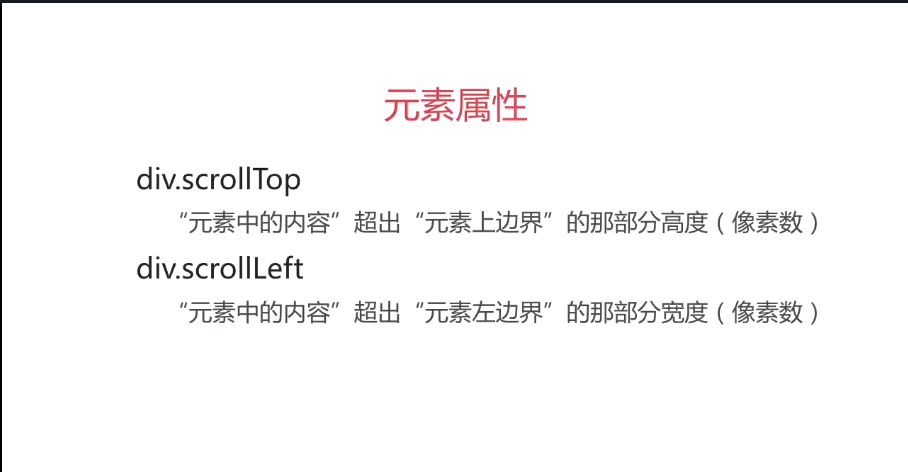 元素属性
div.scrollTop
“元素中的内容”超出“元素上边界”的那部分高度（像素数）
div.scrollLeft
“元素中的内容”超出“元素左边界”的那部分宽度（像素数）